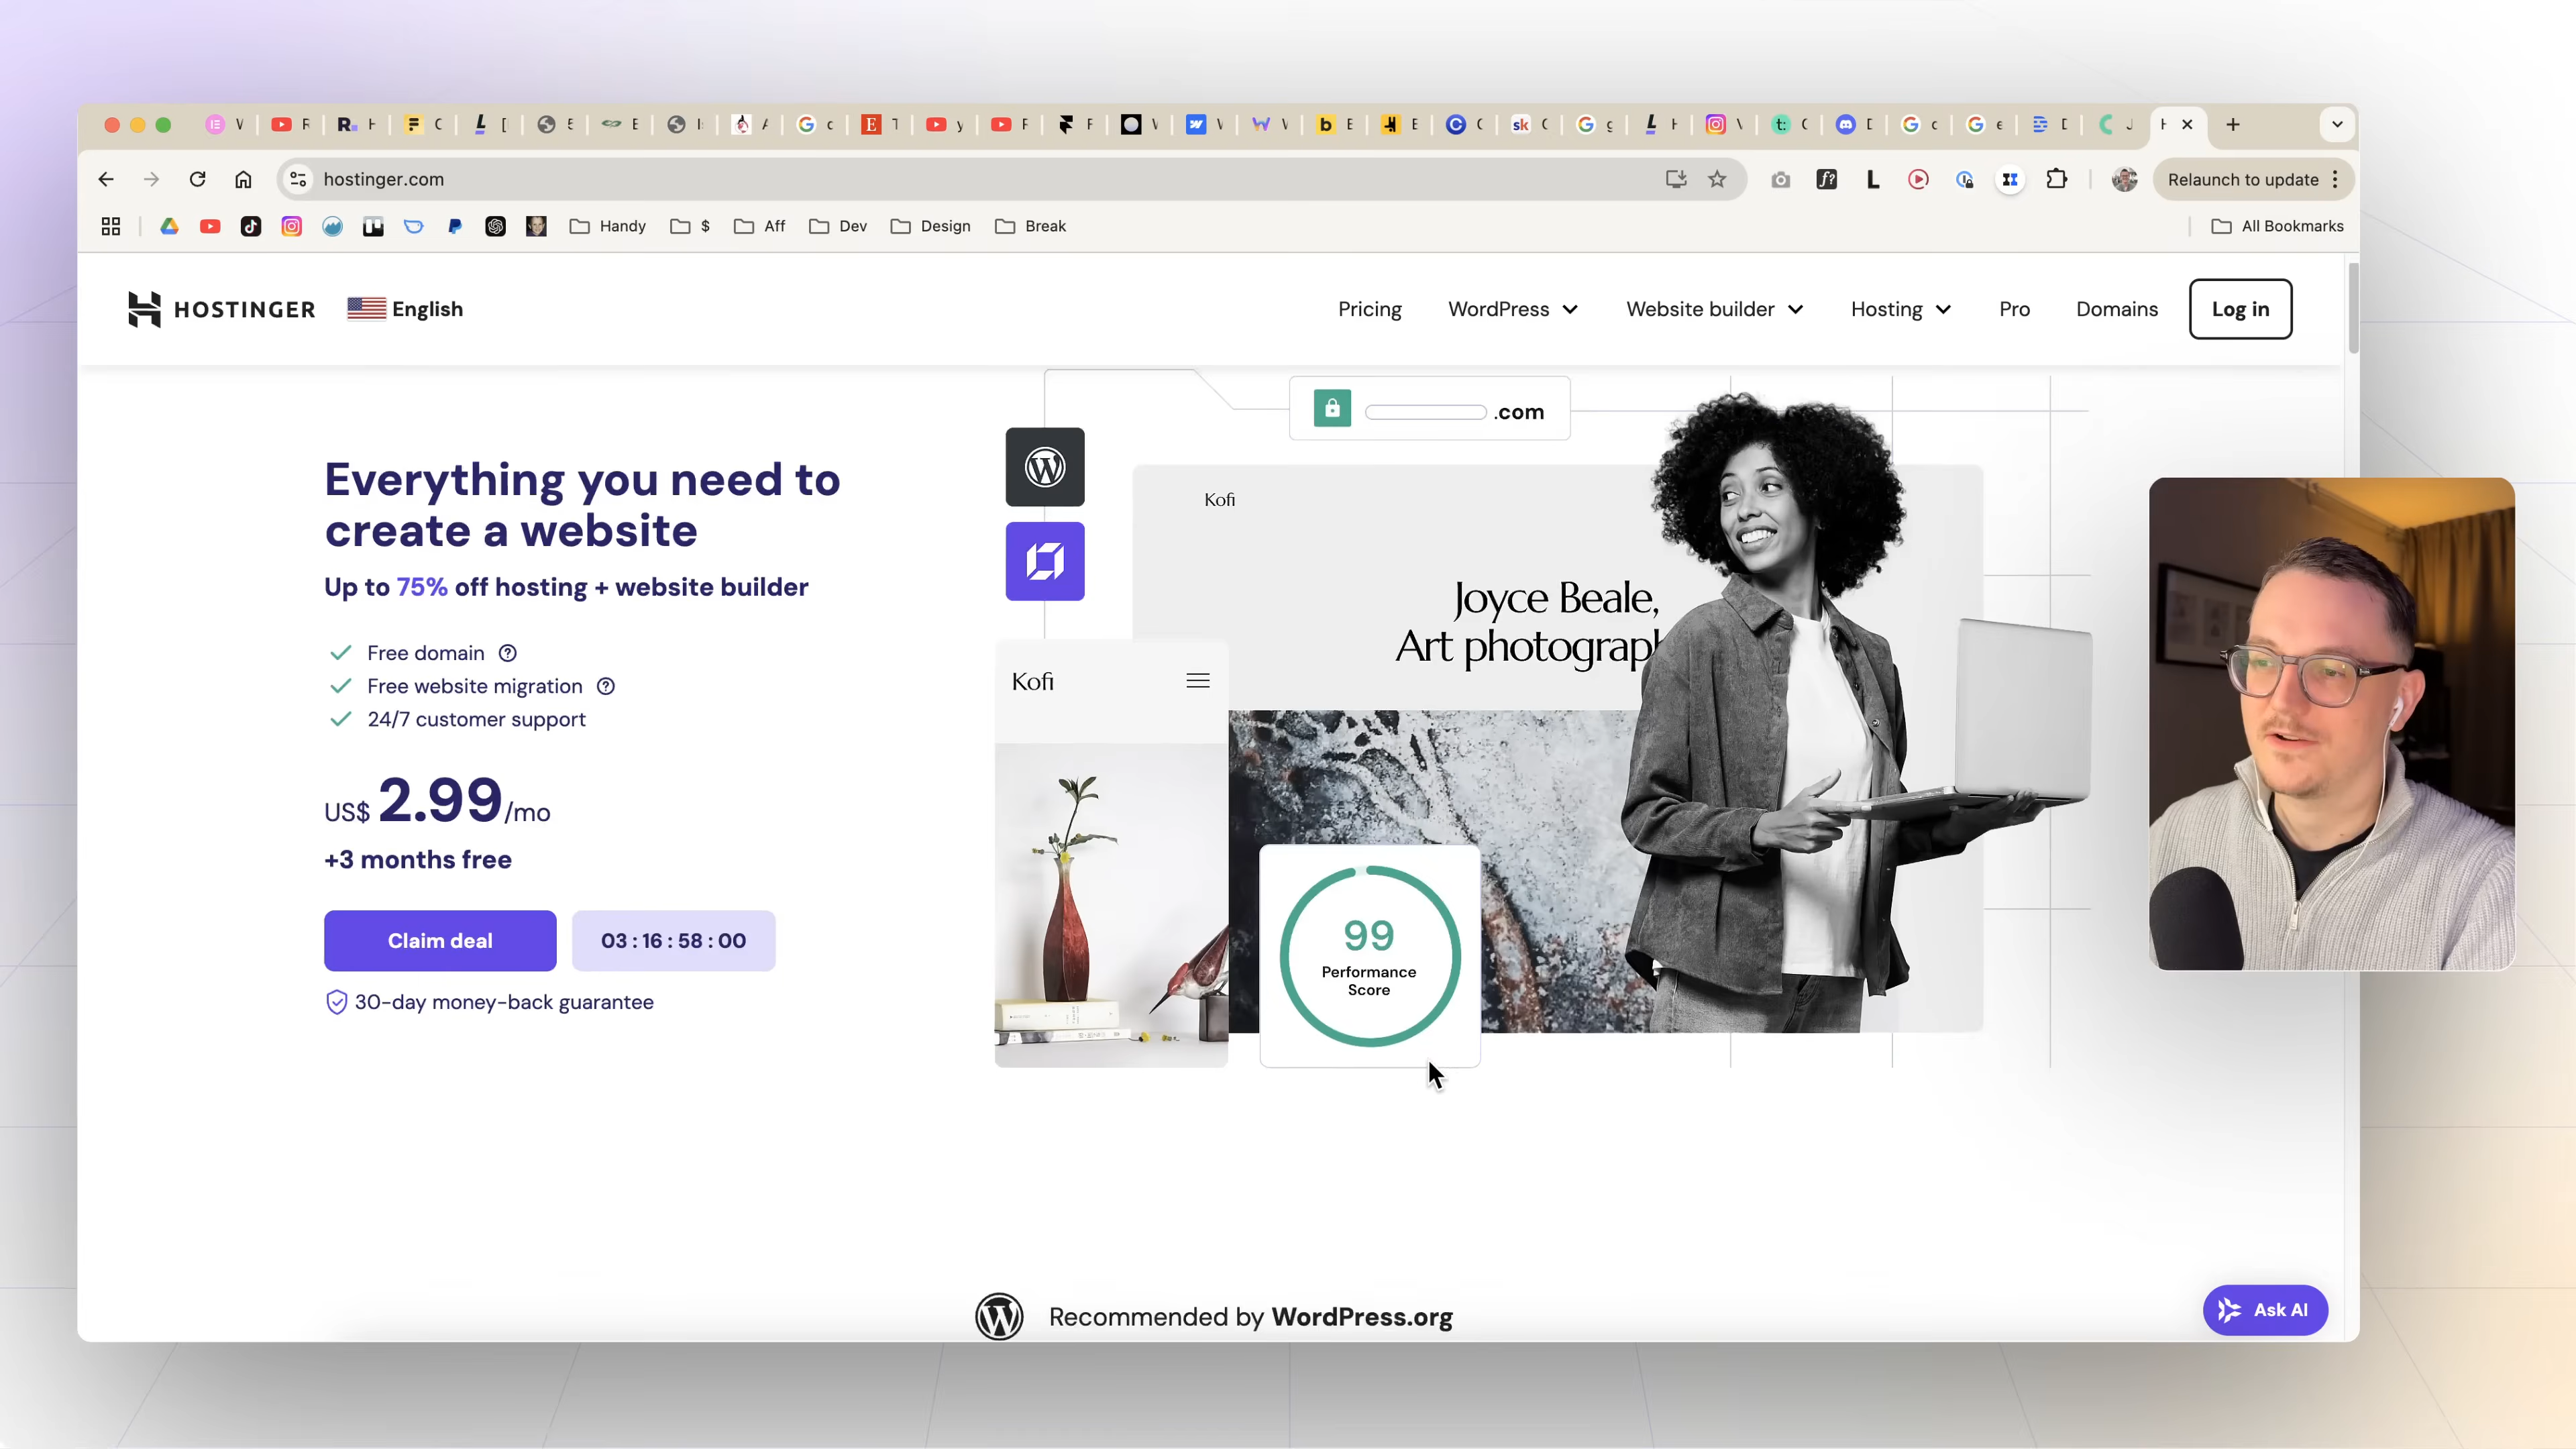 hostinger.com
Relaunch to update
Handy
$
Aff
Dev
Design
Break
All Bookmarks
HOSTINGER
English
Pricing
WordPress
Website builder
Hosting
Pro
Domains
Log in
.com
Everything you need to
create a website
Up to 75% off hosting + website builder
Free domain
Free website migration
24/7 customer support
US$ 2.99/mo
+3 months free
Claim deal
03 : 16 : 58 : 00
30-day money-back guarantee
Kofi
Joyce Beale,
Art photograph
Kofi
99
Performance
Score
Recommended by WordPress.org
Ask AI